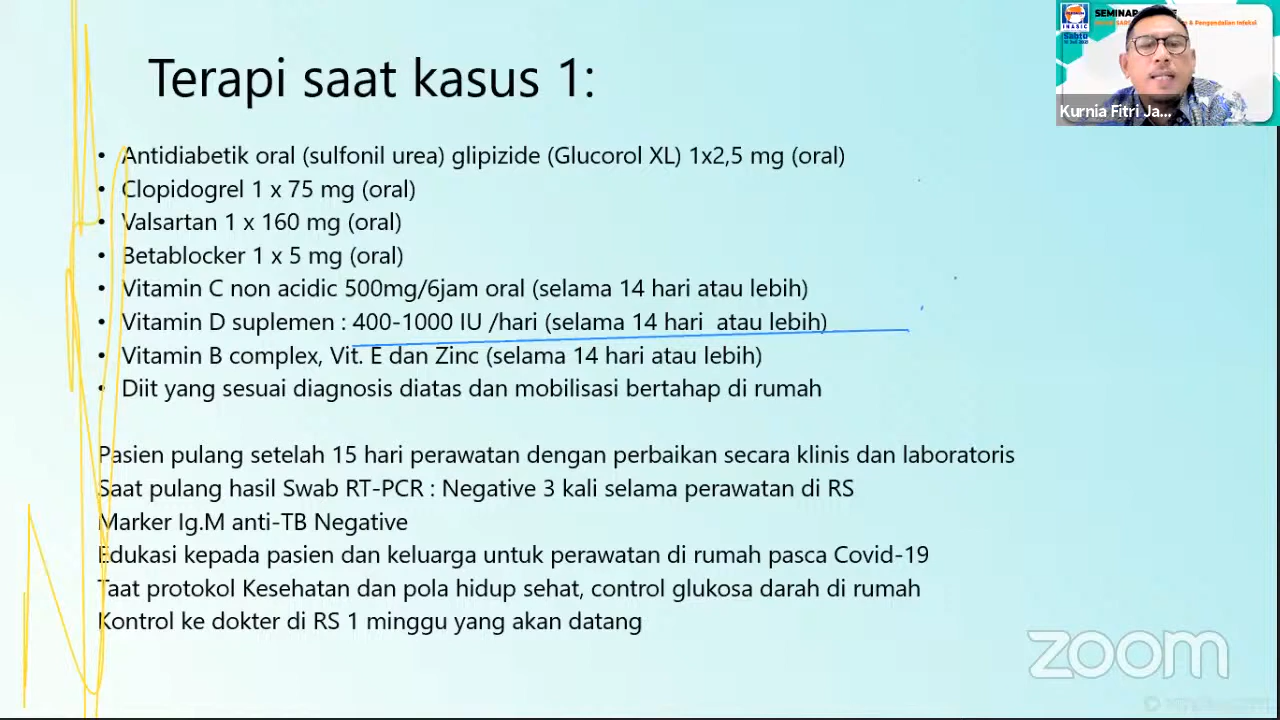 SEMINAR
& Pengendalian Infeksi
INASIC
Sabtu
Kurnia Fitri Ja...
Terapi saat kasus 1:
• Antidiabetik oral (sulfonil urea) glipizide (Glucorol XL) 1x2,5 mg (oral)
• Clopidogrel 1 x 75 mg (oral)
• Valsartan 1 x 160 mg (oral)
• Betablocker 1 x 5 mg (oral)
• Vitamin C non acidic 500mg/6jam oral (selama 14 hari atau lebih)
• Vitamin D suplemen : 400-1000 IU /hari (selama 14 hari atau lebih)
• Vitamin B complex, Vit. E dan Zinc (selama 14 hari atau lebih)
• Diit yang sesuai diagnosis diatas dan mobilisasi bertahap di rumah
Pasien pulang setelah 15 hari perawatan dengan perbaikan secara klinis dan laboratoris
Saat pulang hasil Swab RT-PCR : Negative 3 kali selama perawatan di RS
Marker Ig.M anti-TB Negative
Edukasi kepada pasien dan keluarga untuk perawatan di rumah pasca Covid-19
Taat protokol Kesehatan dan pola hidup sehat, control glukosa darah di rumah
Kontrol ke dokter di RS 1 minggu yang akan datang
zoom